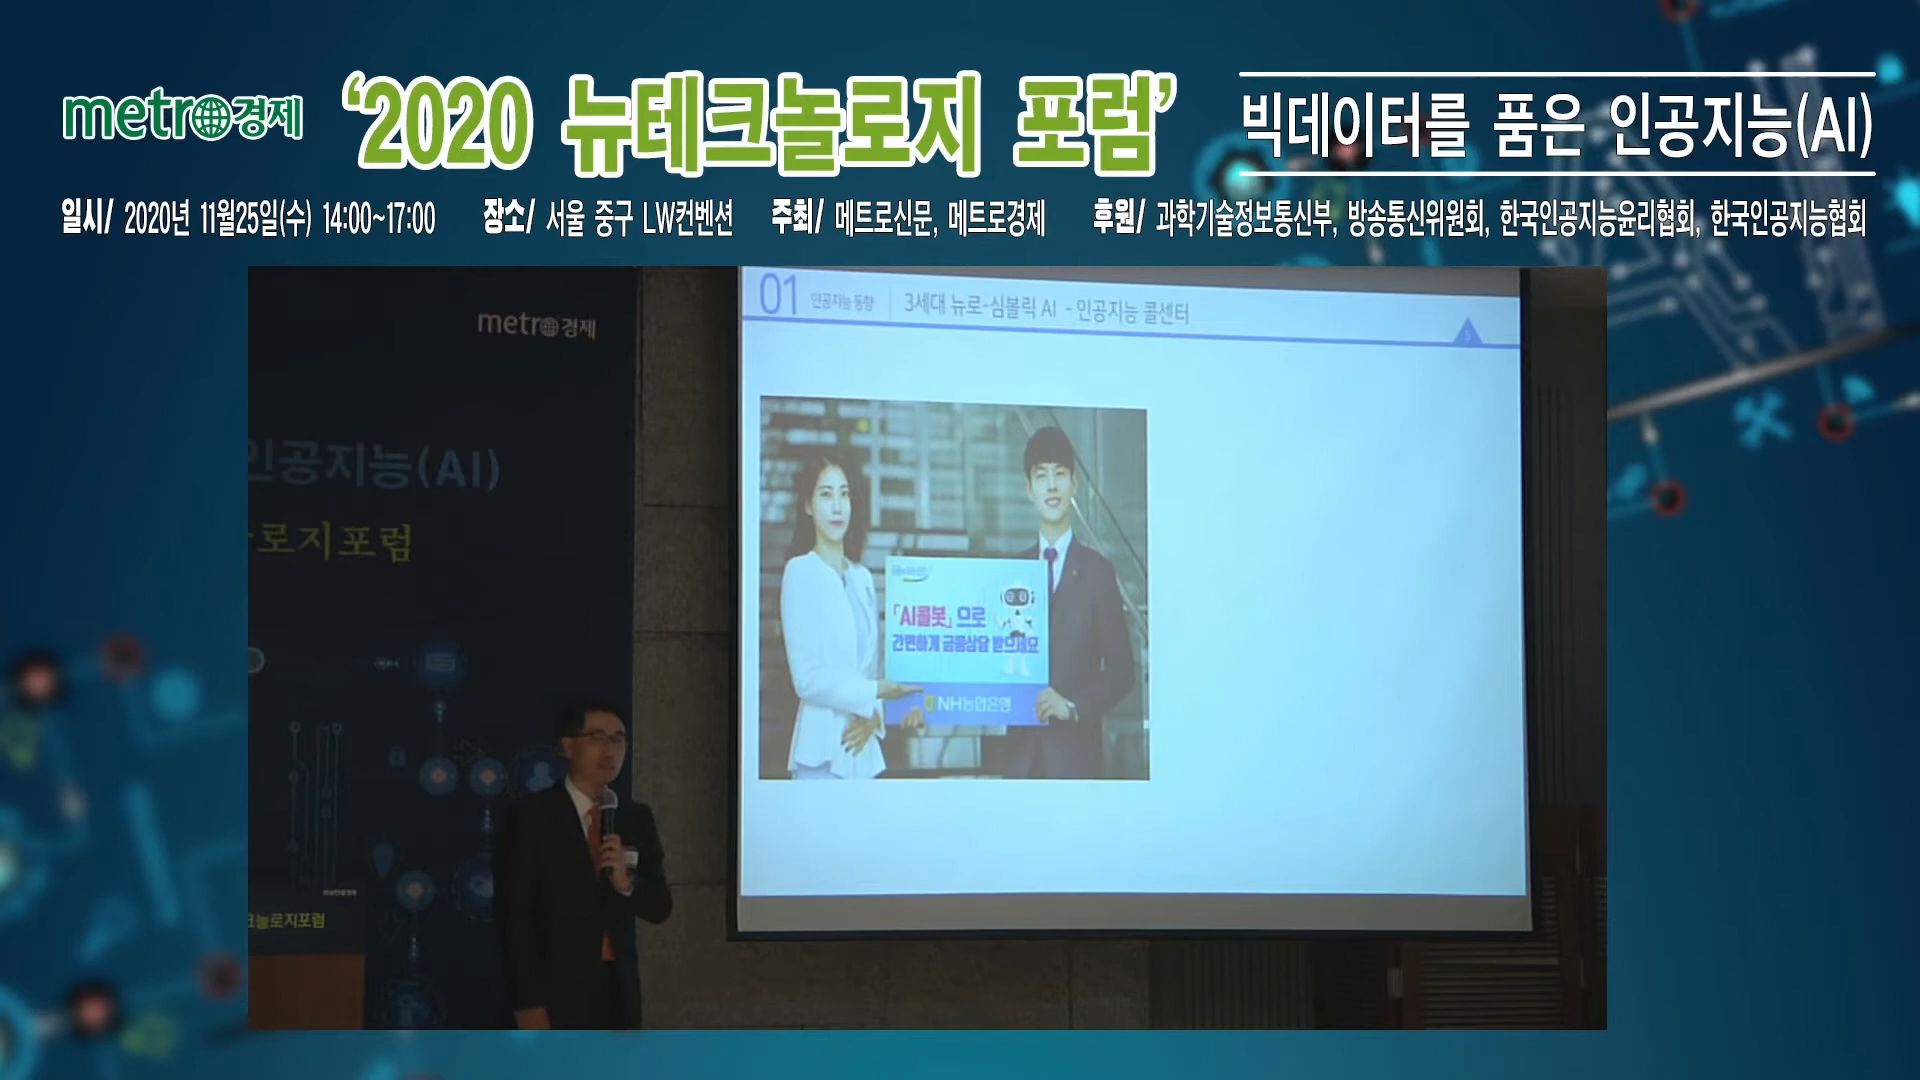 metro경제
‘2020 뉴테크놀로지 포럼’
빅데이터를 품은 인공지능(AI)
일시/ 2020년 11월25일(수) 14:00~17:00 장소/ 서울 중구 LW컨벤션 주최/ 메트로신문, 메트로경제 후원/ 과학기술정보통신부, 방송통신위원회, 한국인공지능윤리협회, 한국인공지능협회
metro경제
인공지능(AI)
로지포럼
metro경제
크놀로지포럼
01 인공지능 동향 3세대 뉴로-심볼릭 AI - 인공지능 콜센터
「AI콜봇」으로
간편하게 금융상담 받으세요
NH농협은행